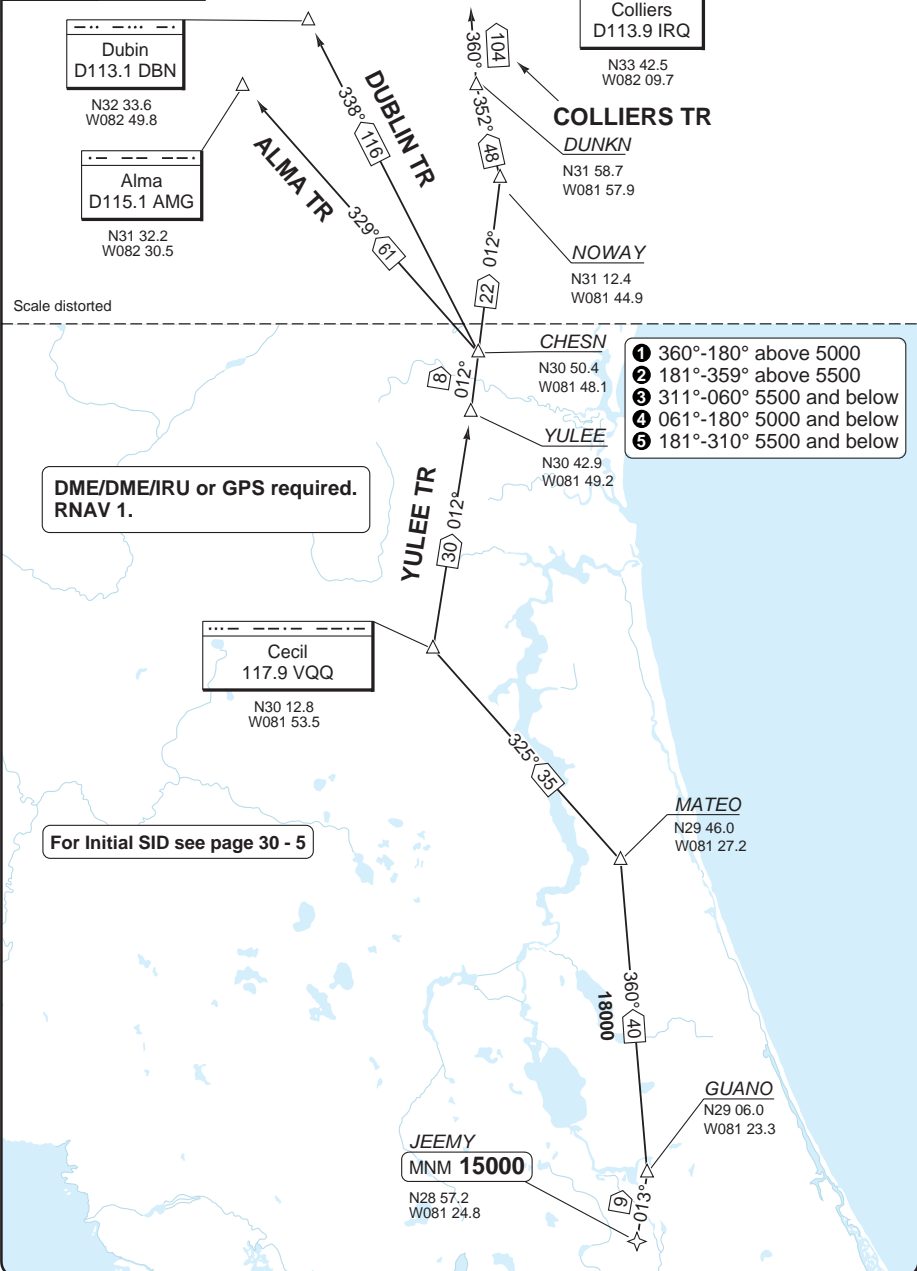 Dubin
D113.1 DBN
N32 33.6
W082 49.8
Alma
D115.1 AMG
N31 32.2
W082 30.5
Colliers
D113.9 IRQ
N33 42.5
W082 09.7
338° 116
DUBLIN TR
329° 61
ALMA TR
360° 104
COLLIERS TR
352° 48
DUNKN
N31 58.7
W081 57.9
22 012°
NOWAY
N31 12.4
W081 44.9
Scale distorted
CHESN
N30 50.4
W081 48.1
8 012°
YULEE
N30 42.9
W081 49.2
1 360°-180° above 5000
2 181°-359° above 5500
3 311°-060° 5500 and below
4 061°-180° 5000 and below
5 181°-310° 5500 and below
DME/DME/IRU or GPS required.
RNAV 1.
YULEE TR
30 012°
Cecil
117.9 VQQ
N30 12.8
W081 53.5
325° 35
MATEO
N29 46.0
W081 27.2
For Initial SID see page 30 - 5
360° 40
18000
GUANO
N29 06.0
W081 23.3
JEEMY
MNM 15000
N28 57.2
W081 24.8
9 013°